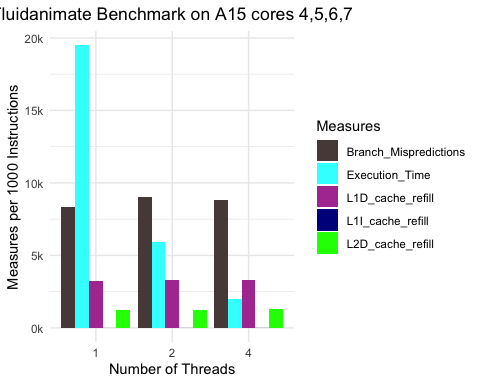 luidanimate Benchmark on A15 cores 4,5,6,7
20k
15k
10k
5k
0k
Measures per 1000 Instructions
1 2 4
Number of Threads
Measures
Branch_Mispredictions
Execution_Time
L1D_cache_refill
L1I_cache_refill
L2D_cache_refill